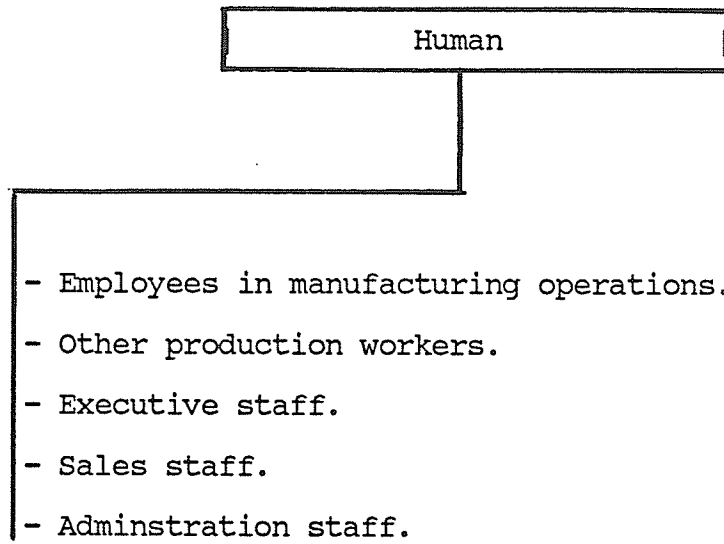 Human
- Employees in manufacturing operations.
- Other production workers.
- Executive staff.
- Sales staff.
- Adminstration staff.